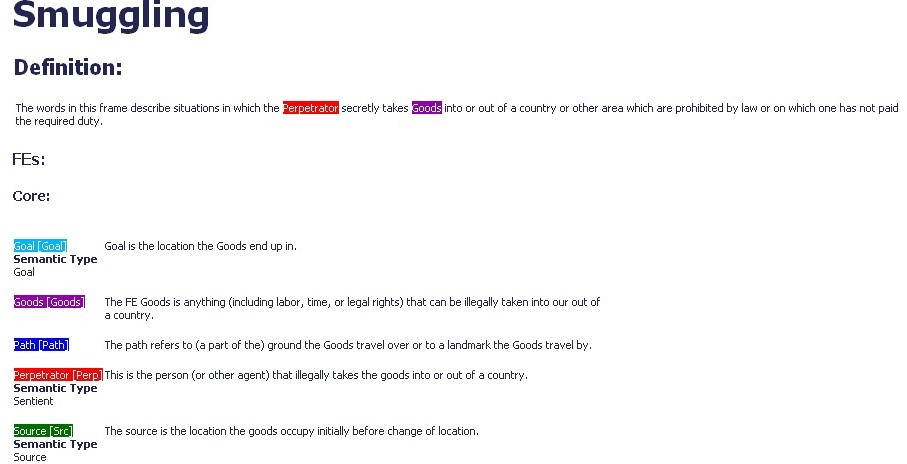 Smuggling
Definition:
The words in this frame describe situations in which the Perpetrator secretly takes Goods into or out of a country or other area which are prohibited by law or on which one has not paid
the required duty.
FEs:
Core:
Goal [Goal] Goal is the location the Goods end up in.
Semantic Type
Goal
Goods [Goods] The FE Goods is anything (including labor, time, or legal rights) that can be illegally taken into our out of
a country.
Path [Path] The path refers to (a part of the) ground the Goods travel over or to a landmark the Goods travel by.
Perpetrator [Perp] This is the person (or other agent) that illegally takes the goods into or out of a country.
Semantic Type
Sentient
Source [Src] The source is the location the goods occupy initially before change of location.
Semantic Type
Source